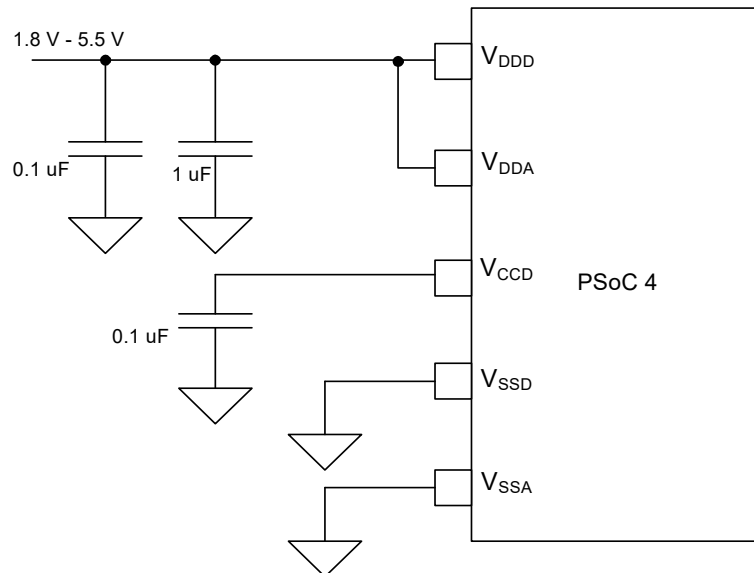 1.8 V - 5.5 V
VDDD
0.1 uF
1 uF
VDDA
VCCD
PSoC 4
0.1 uF
VSSD
VSSA